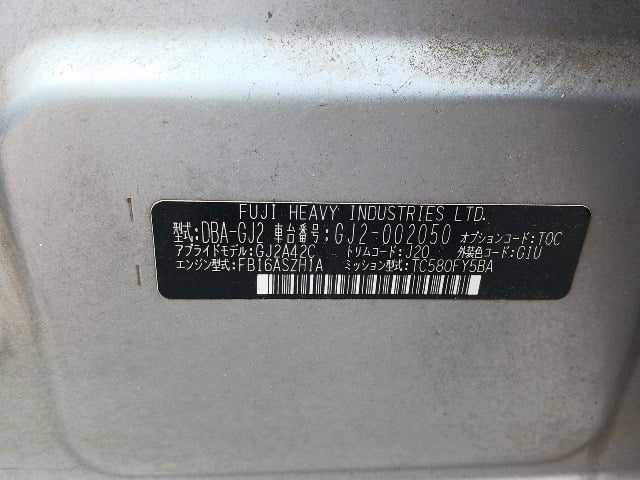 FUJI HEAVY INDUSTRIES LTD.
型式:DBA-GJ2 車台番号:GJ2-002050 オプションコード:TOC
アプライドモデル:GJ2A42C トリムコード:J20 外装色コード:G1U
エンジン型式:FB16ASZH1A ミッション型式:TC580FY5BA